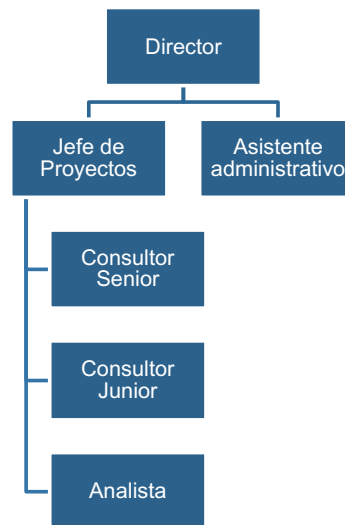 Director
Jefe de
Proyectos
Asistente
administrativo
Consultor
Senior
Consultor
Junior
Analista